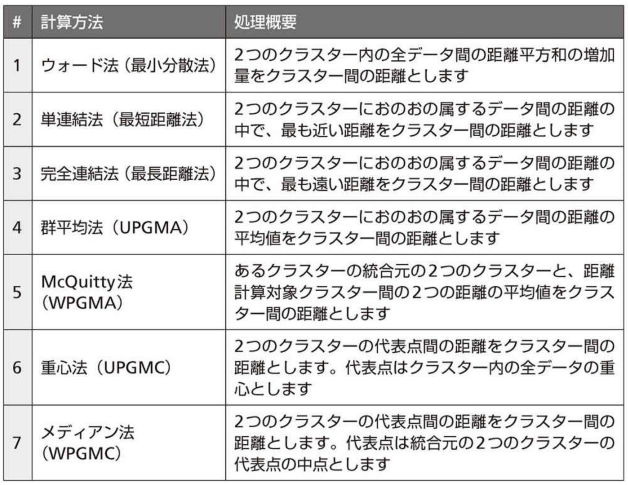 # 計算方法 処理概要
1 ウォード法（最小分散法） 2つのクラスター内の全データ間の距離平方和の増加
量をクラスター間の距離とします
2 単連結法（最短距離法） 2つのクラスターにおのおの属するデータ間の距離の
中で、最も近い距離をクラスター間の距離とします
3 完全連結法（最長距離法） 2つのクラスターにおのおの属するデータ間の距離の
中で、最も遠い距離をクラスター間の距離とします
4 群平均法（UPGMA） 2つのクラスターにおのおの属するデータ間の距離の
平均値をクラスター間の距離とします
5 McQuitty法
（WPGMA）
あるクラスターの統合元の2つのクラスターと、距離
計算対象クラスター間の2つの距離の平均値をクラス
ター間の距離とします
6 重心法（UPGMC）
2つのクラスターの代表点間の距離をクラスター間の
距離とします。代表点はクラスター内の全データの重
心とします
7 メディアン法
（WPGMC）
2つのクラスターの代表点間の距離をクラスター間の
距離とします。代表点は統合元の2つのクラスターの
代表点の中点とします